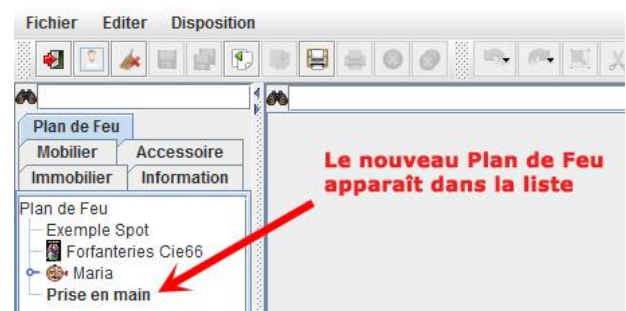 Fichier Editer Disposition
Plan de Feu
Mobilier Accessoire
Immobilier Information
Plan de Feu
Exemple Spot
Forfanteries Cie66
Maria
Prise en main
Le nouveau Plan de Feu
apparaît dans la liste